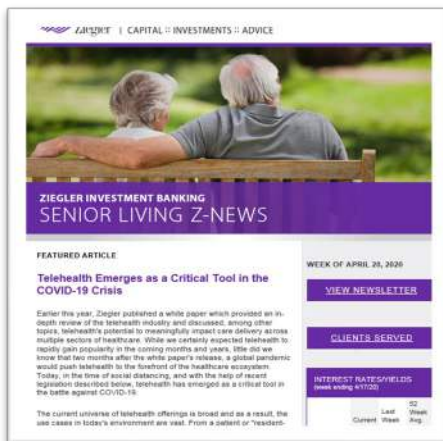 Ziegler | CAPITAL :: INVESTMENTS :: ADVICE
ZIEGLER INVESTMENT BANKING
SENIOR LIVING Z-NEWS
FEATURED ARTICLE
Telehealth Emerges as a Critical Tool in the
COVID-19 Crisis
Earlier this year, Ziegler published a white paper which provided an in-
depth review of the telehealth industry and discussed, among other
topics, telehealth's potential to meaningfully impact care delivery across
multiple sectors of healthcare. While we certainly expected telehealth to
rapidly gain popularity in the coming months and years, little did we
know that two months after the white paper's release, a global pandemic
would push telehealth to the forefront of the healthcare ecosystem.
Today, in the time of social distancing, and with the help of recent
legislation described below, telehealth has emerged as a critical tool in
the battle against COVID-19.
The current universe of telehealth offerings is broad and as a result, the
use cases in today's environment are vast. From a patient or "resident-
WEEK OF APRIL 20, 2020
VIEW NEWSLETTER
CLIENTS SERVED
INTEREST RATES/YIELDS
(week ending 4/17/20)
52
Last Week
Current Week Avg.